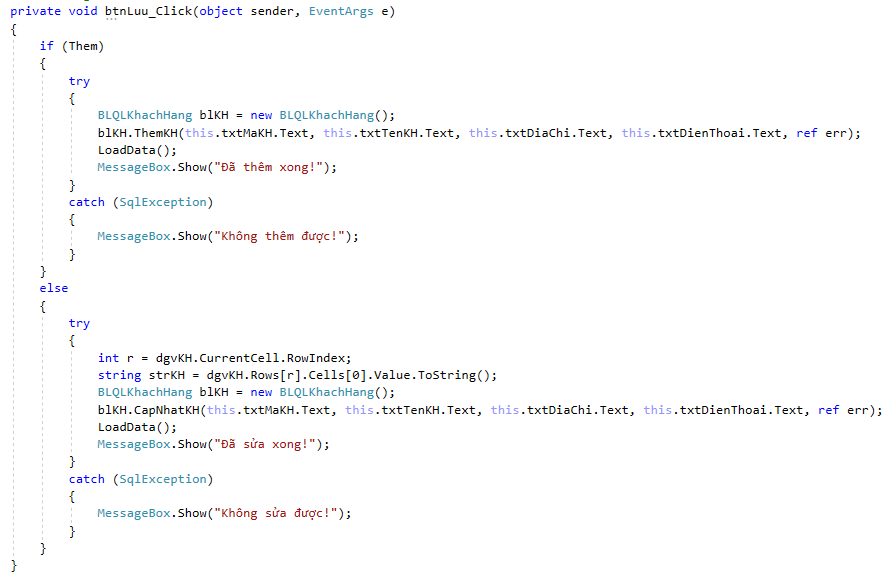 private void btnLuu_Click(object sender, EventArgs e)
{
    if (Them)
    {
        try
        {
            BLQLKhachHang blKH = new BLQLKhachHang();
            blKH.ThemKH(this.txtMaKH.Text, this.txtTenKH.Text, this.txtDiaChi.Text, this.txtDienThoai.Text, ref err);
            LoadData();
            MessageBox.Show("Đã thêm xong!");
        }
        catch (SqlException)
        {
            MessageBox.Show("Không thêm được!");
        }
    }
    else
    {
        try
        {
            int r = dgvKH.CurrentCell.RowIndex;
            string strKH = dgvKH.Rows[r].Cells[0].Value.ToString();
            BLQLKhachHang blKH = new BLQLKhachHang();
            blKH.CapNhatKH(this.txtMaKH.Text, this.txtTenKH.Text, this.txtDiaChi.Text, this.txtDienThoai.Text, ref err);
            LoadData();
            MessageBox.Show("Đã sửa xong!");
        }
        catch (SqlException)
        {
            MessageBox.Show("Không sửa được!");
        }
    }
}